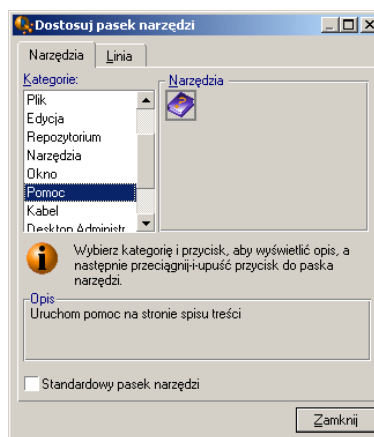 Dostosuj pasek narzędzi
Narzędzia Linia
Kategorie: Narzędzia
Plik
Edycja
Repozytorium
Narzędzia
Okno
Pomoc
Kabel
Desktop Administr
Wybierz kategorię i przycisk, aby wyświetlić opis, a
następnie przeciągnij-i-upuść przycisk do paska
narzędzi.
Opis
Uruchom pomoc na stronie spisu treści
Standardowy pasek narzędzi
Zamknij